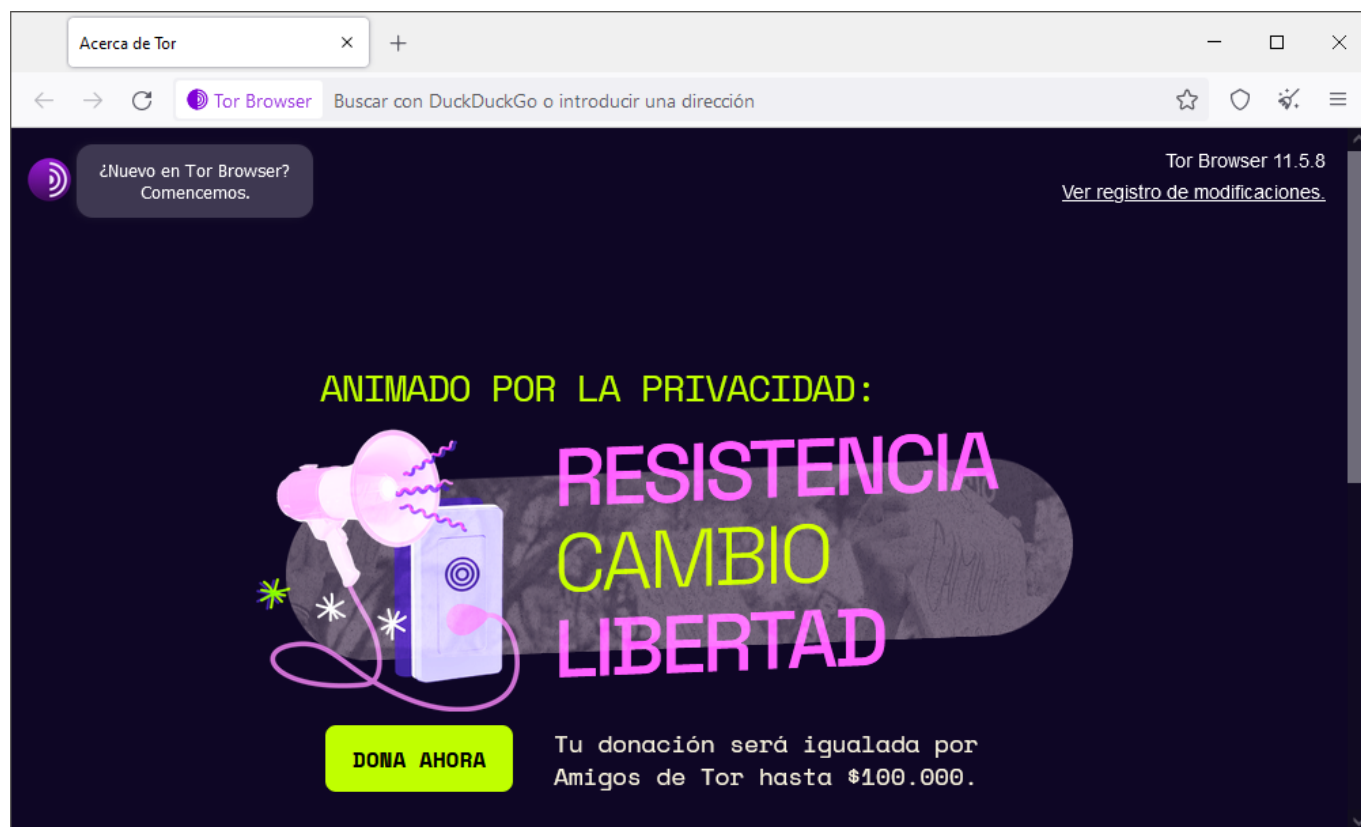 Acerca de Tor
Tor Browser
Buscar con DuckDuckGo o introducir una dirección
¿Nuevo en Tor Browser?
Comencemos.
Tor Browser 11.5.8
Ver registro de modificaciones.
ANIMADO POR LA PRIVACIDAD:
RESISTENCIA
CAMBIO
LIBERTAD
DONA AHORA
Tu donación será igualada por
Amigos de Tor hasta $100.000.